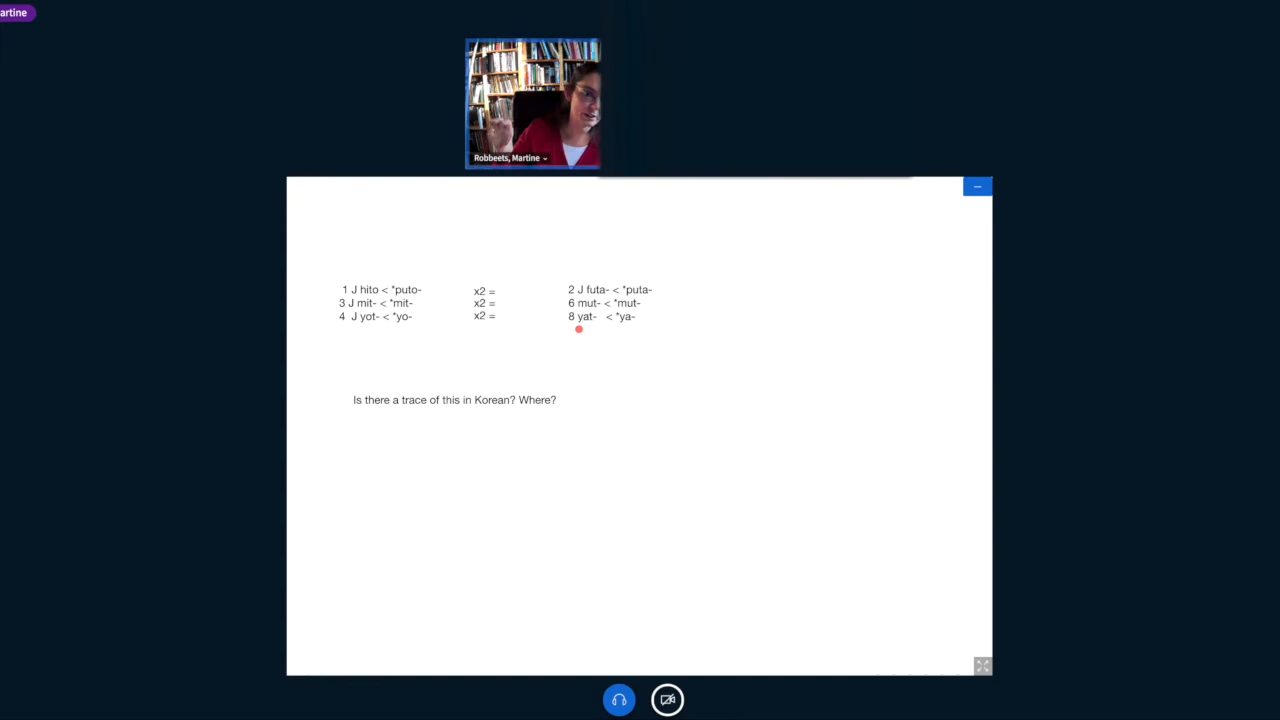 artine
Robbeets, Martine
1 J hito < *puto- x2 = 2 J futa- < *puta-
3 J mit- < *mit- x2 = 6 mut- < *mut-
4 J yot- < *yo- x2 = 8 yat- < *ya-
Is there a trace of this in Korean? Where?